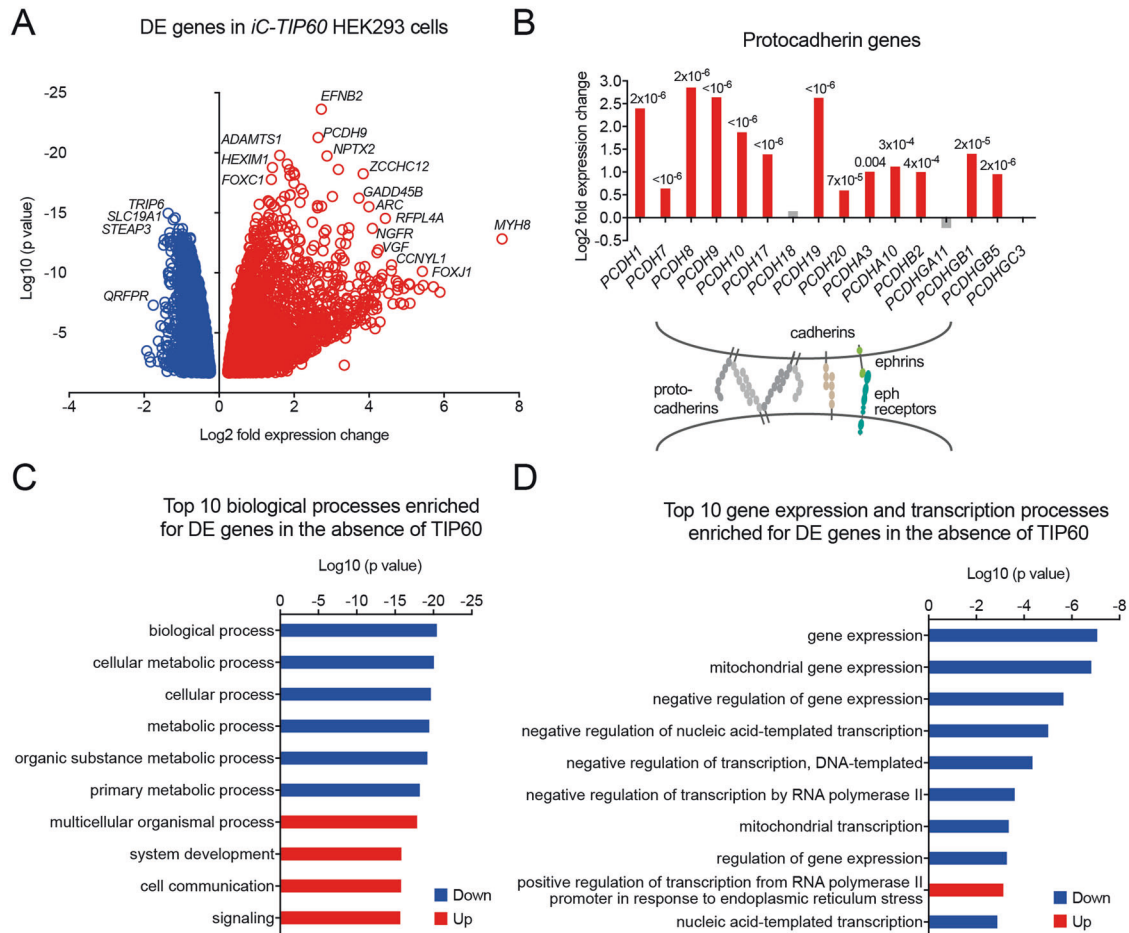 A
DE genes in iC-TIP60 HEK293 cells
-25
-20
-15
-10
-5
Log10 (p value)
EFNB2
PCDH9
ADAMTS1
NPTX2
HEXIM1
ZCCHC12
FOXC1
GADD45B
TRIP6
ARC
SLC19A1
RFPL4A
STEAP3
NGFR
MYH8
VGF
CCNYL1
FOXJ1
QRFPR
-4 -2 0 2 4 6 8
Log2 fold expression change
B
Protocadherin genes
Log2 fold expression change
3.0
2.5
2.0
1.5
1.0
0.5
0.0
-0.5
2x10-6
<10-6
2x10-6
<10-6
<10-6
<10-6
<10-6
7x10-5
0.004
3x10-4
4x10-4
2x10-5
2x10-6
PCDH1
PCDH7
PCDH8
PCDH9
PCDH10
PCDH17
PCDH18
PCDH19
PCDH20
PCDHA3
PCDHA10
PCDHB2
PCDHGA11
PCDHGB1
PCDHGB5
PCDHGC3
cadherins
ephrins
proto-
cadherins
eph
receptors
C
Top 10 biological processes enriched
for DE genes in the absence of TIP60
Log10 (p value)
0 -5 -10 -15 -20 -25
biological process
cellular metabolic process
cellular process
metabolic process
organic substance metabolic process
primary metabolic process
multicellular organismal process
system development
cell communication
signaling
Down
Up
D
Top 10 gene expression and transcription processes
enriched for DE genes in the absence of TIP60
Log10 (p value)
0 -2 -4 -6 -8
gene expression
mitochondrial gene expression
negative regulation of gene expression
negative regulation of nucleic acid-templated transcription
negative regulation of transcription, DNA-templated
negative regulation of transcription by RNA polymerase II
mitochondrial transcription
regulation of gene expression
positive regulation of transcription from RNA polymerase II
promoter in response to endoplasmic reticulum stress
nucleic acid-templated transcription
Down
Up